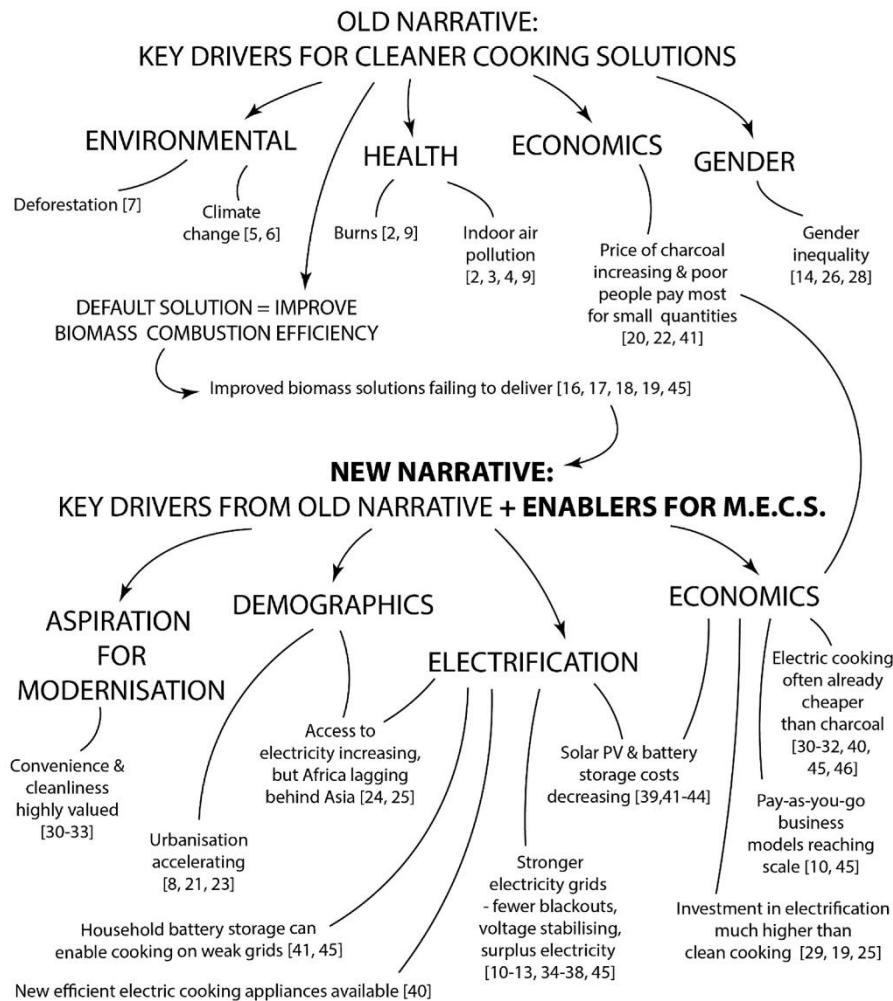 OLD NARRATIVE:
KEY DRIVERS FOR CLEANER COOKING SOLUTIONS
ENVIRONMENTAL
HEALTH
ECONOMICS
GENDER
Deforestation [7]
Climate
change [5, 6]
Burns [2, 9]
Indoor air
pollution
[2, 3, 4, 9]
Price of charcoal
increasing & poor
people pay most
for small quantities
[20, 22, 41]
Gender
inequality
[14, 26, 28]
DEFAULT SOLUTION = IMPROVE
BIOMASS COMBUSTION EFFICIENCY
Improved biomass solutions failing to deliver [16, 17, 18, 19, 45]
NEW NARRATIVE:
KEY DRIVERS FROM OLD NARRATIVE + ENABLERS FOR M.E.C.S.
ASPIRATION
FOR
MODERNISATION
DEMOGRAPHICS
ELECTRIFICATION
ECONOMICS
Convenience &
cleanliness
highly valued
[30-33]
Urbanisation
accelerating
[8, 21, 23]
Access to
electricity increasing,
but Africa lagging
behind Asia [24, 25]
Solar PV & battery
storage costs
decreasing [39,41-44]
Electric cooking
often already
cheaper
than charcoal
[30-32, 40,
45, 46]
Pay-as-you-go
business
models reaching
scale [10, 45]
Household battery storage can
enable cooking on weak grids [41, 45]
Stronger
electricity grids
- fewer blackouts,
voltage stabilising,
surplus electricity
[10-13, 34-38, 45]
Investment in electrification
much higher than
clean cooking [29, 19, 25]
New efficient electric cooking appliances available [40]